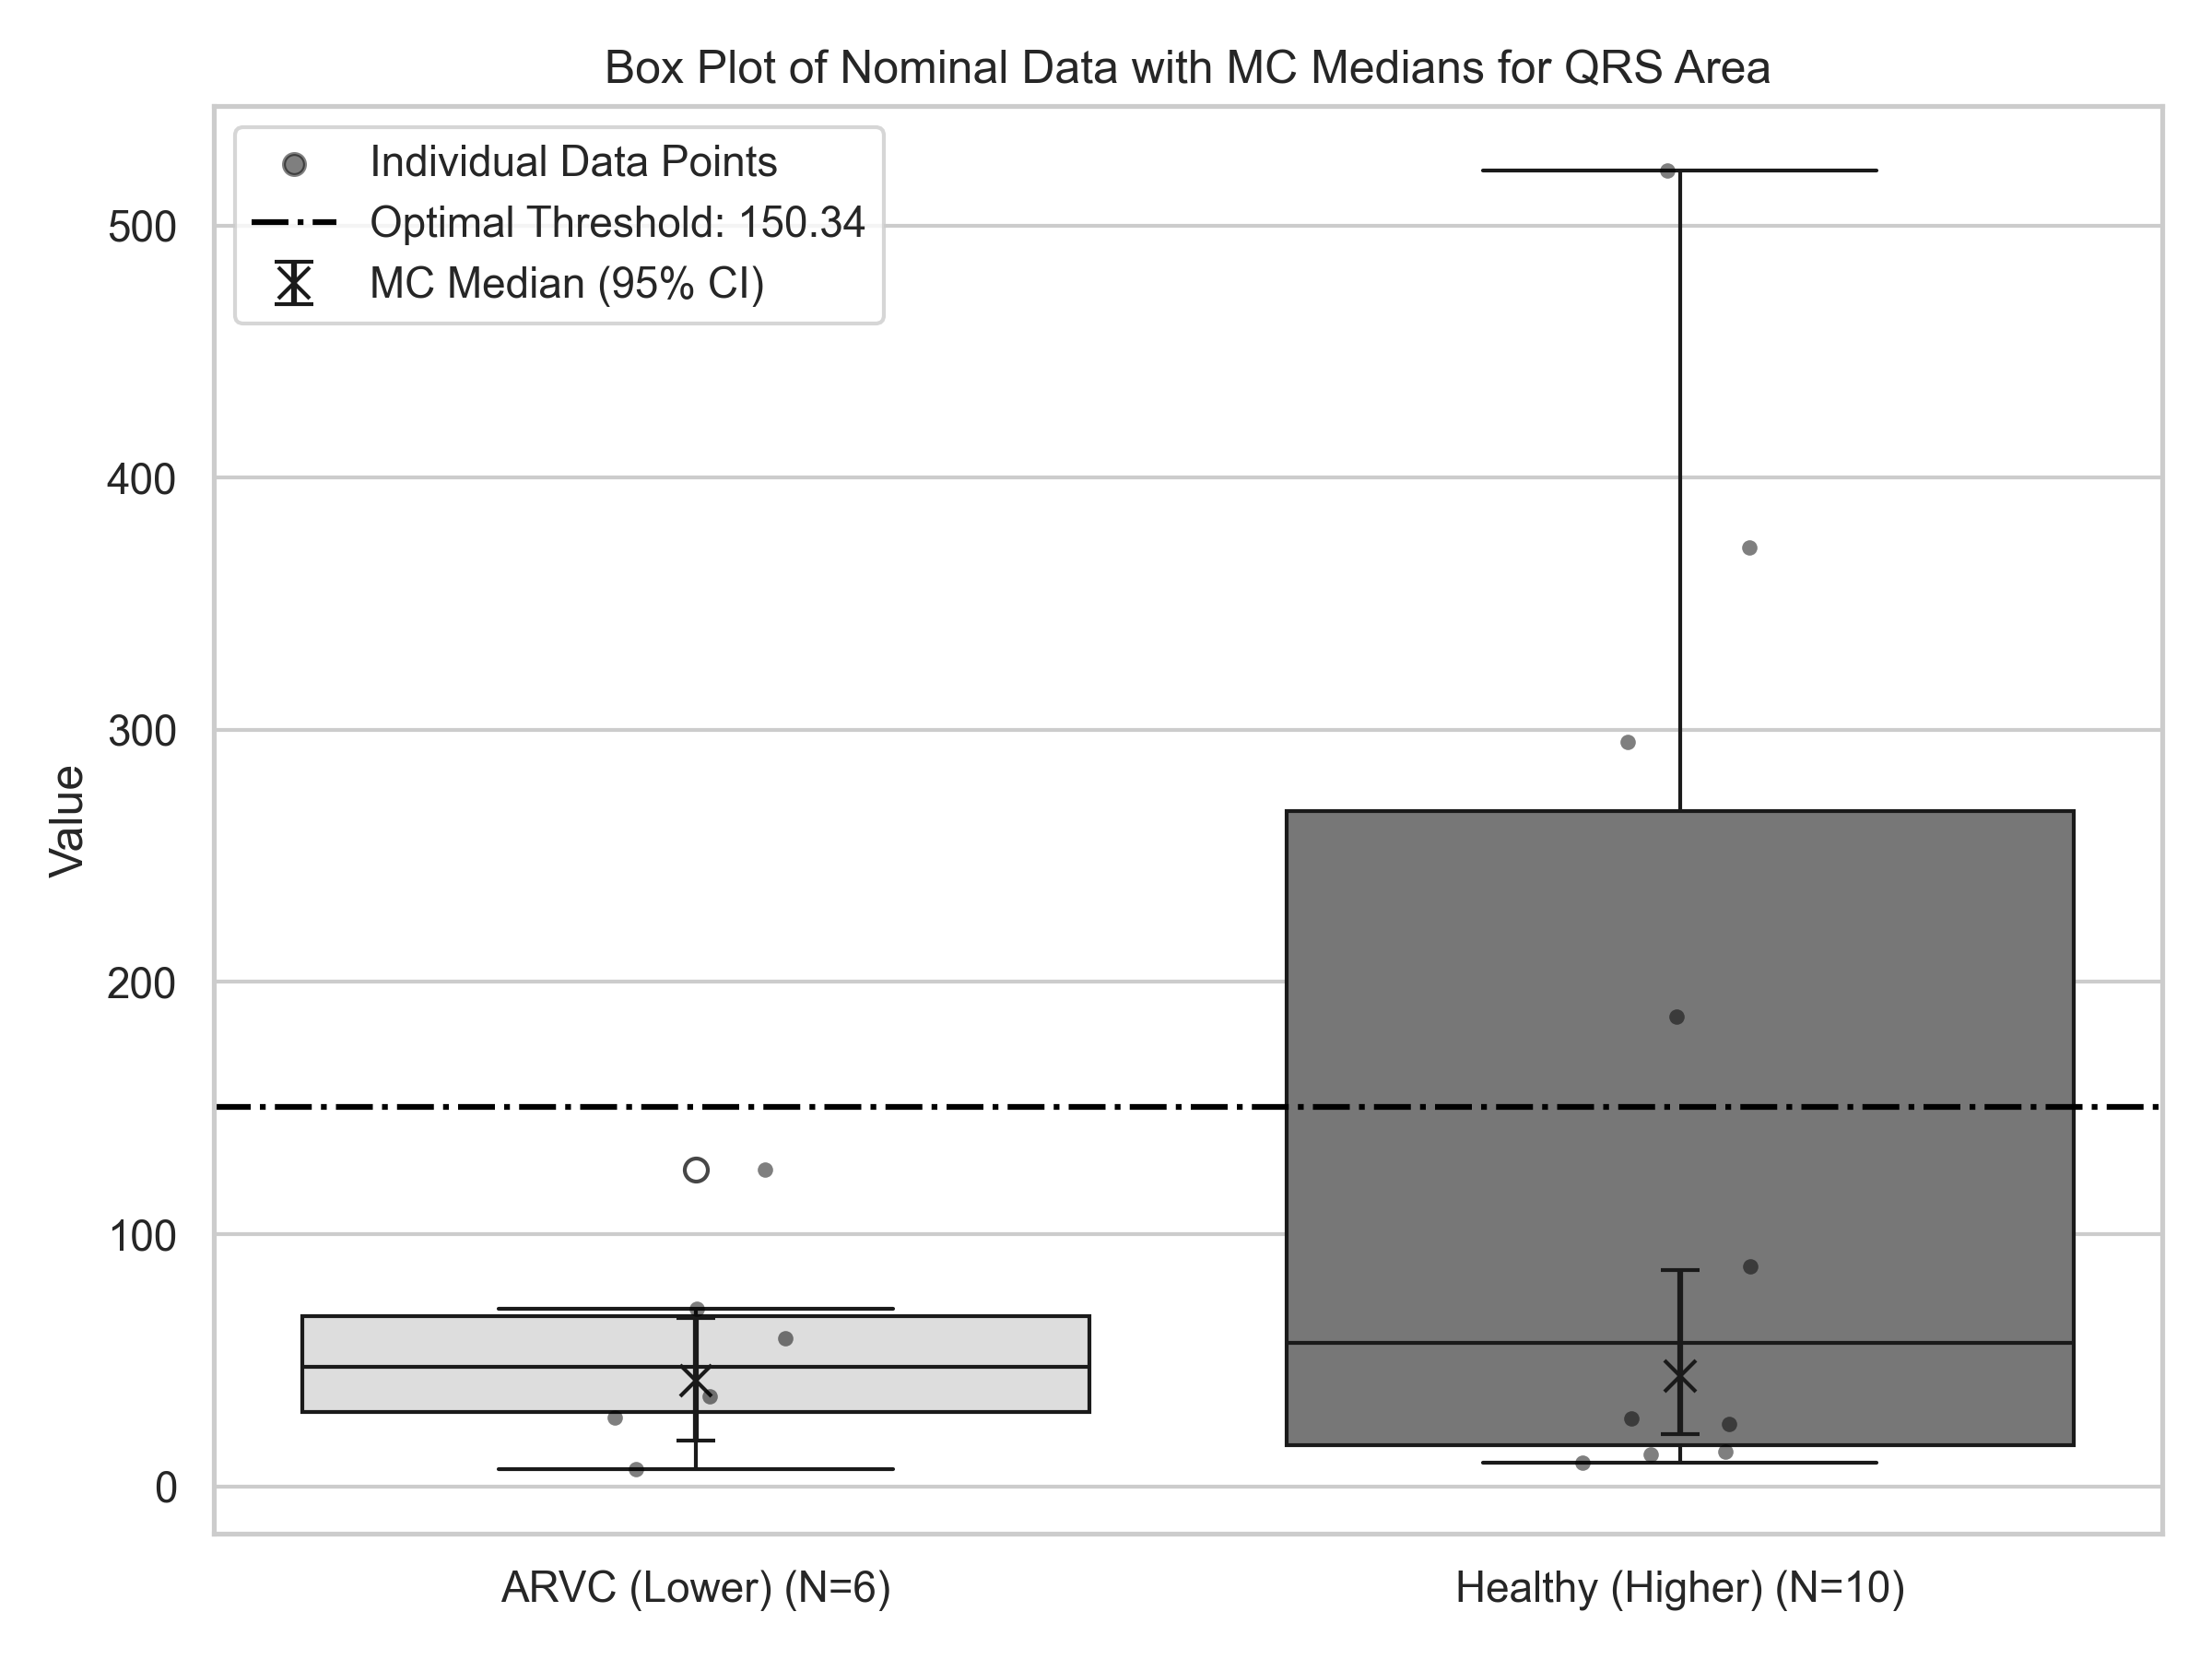 Box Plot of Nominal Data with MC Medians for QRS Area
Individual Data Points
Optimal Threshold: 150.34
MC Median (95% CI)
Value
500
400
300
200
100
0
ARVC (Lower) (N=6)
Healthy (Higher) (N=10)